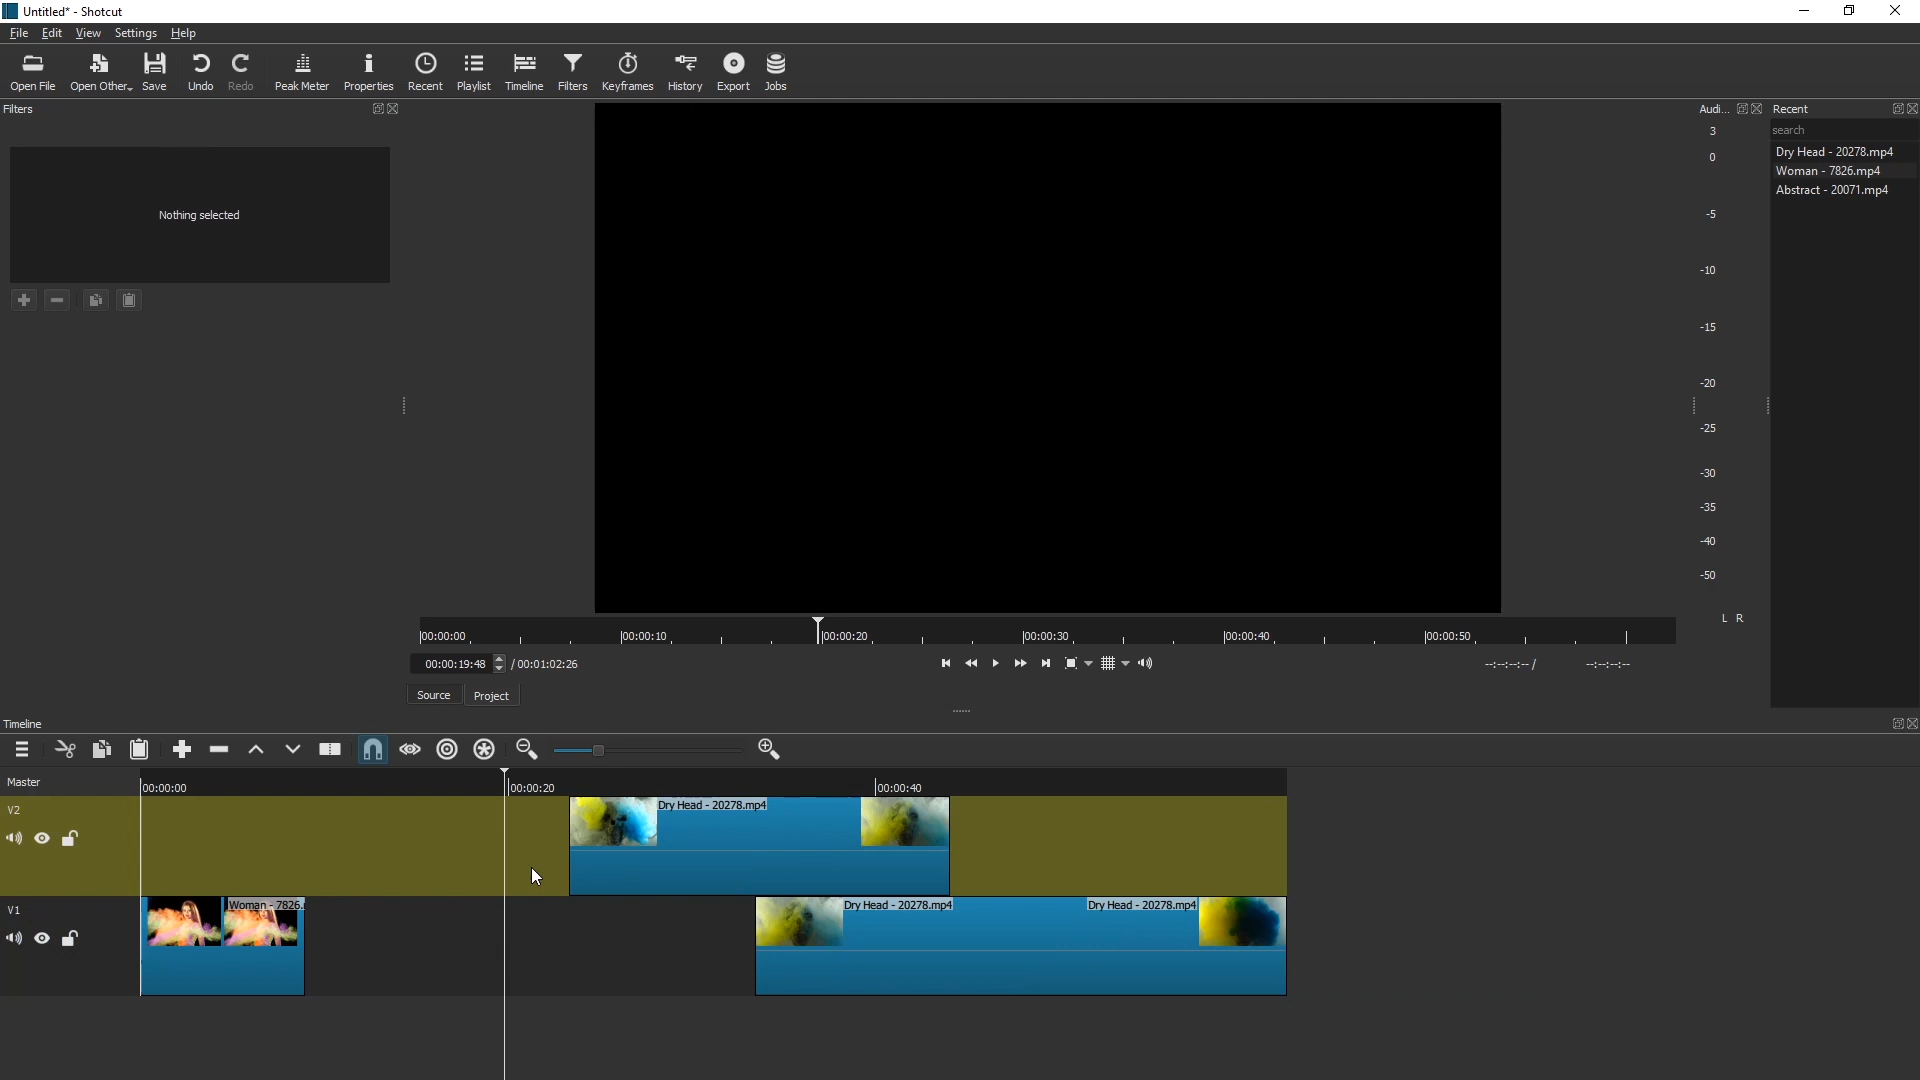 Untitled* - Shotcut
File Edit View Settings Help
Open File Open Other Save Undo Redo Peak Meter Properties Recent Playlist Timeline Filters Keyframes History Export Jobs
Filters
Nothing selected
Audi...
3
0
-5
-10
-15
-20
-25
-30
-35
-40
-50
L R
Recent
search
Dry Head - 20278.mp4
Woman - 7826.mp4
Abstract - 20071.mp4
00:00:00 00:00:10 00:00:20 00:00:30 00:00:40 00:00:50
00:00:19:48 / 00:01:02:26 --:--:--:-- / --:--:--:--
Source Project
Timeline
Master 00:00:00 00:00:20 00:00:40
V2
Dry Head - 20278.mp4
V1
Woman - 7826.
Dry Head - 20278.mp4 Dry Head - 20278.mp4